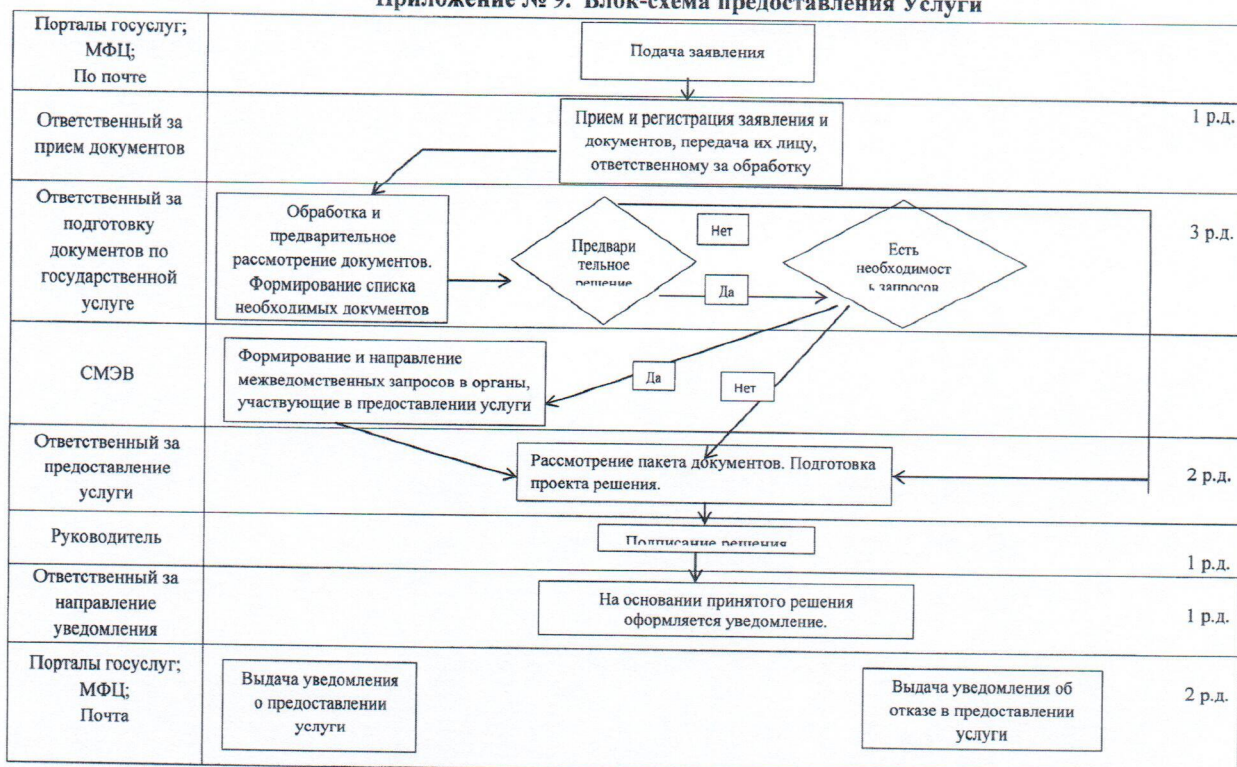 Приложение № 9. Блок-схема предоставления Услуги
Порталы госуслуг;
МФЦ;
По почте
Подача заявления
Ответственный за
прием документов
Прием и регистрация заявления и
документов, передача их лицу,
ответственному за обработку
1 р.д.
Ответственный за
подготовку
документов по
государственной
услуге
Обработка и
предварительное
рассмотрение документов.
Формирование списка
необходимых документов
Предвари
тельное
решение
Нет
Да
Есть
необходимост
ь запросов
3 р.д.
СМЭВ
Формирование и направление
межведомственных запросов в органы,
участвующие в предоставлении услуги
Да
Нет
Ответственный за
предоставление
услуги
Рассмотрение пакета документов. Подготовка
проекта решения.
2 р.д.
Руководитель
Подписание решения
1 р.д.
Ответственный за
направление
уведомления
На основании принятого решения
оформляется уведомление.
1 р.д.
Порталы госуслуг;
МФЦ;
Почта
Выдача уведомления
о предоставлении
услуги
Выдача уведомления об
отказе в предоставлении
услуги
2 р.д.